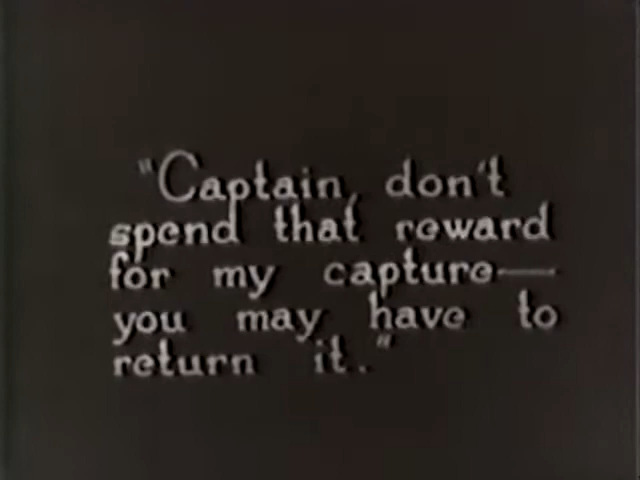 "Captain, don't
spend that reward
for my capture—
you may have to
return it."